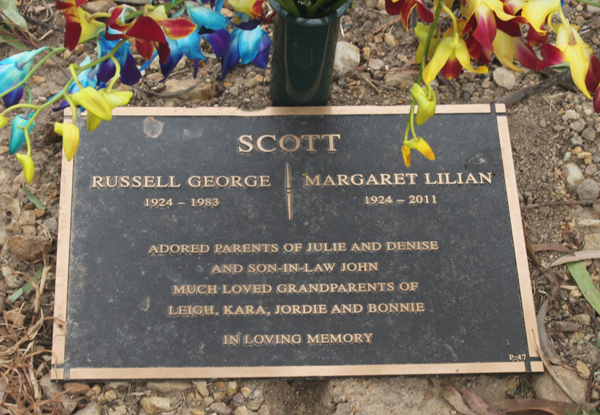 SCOTT
RUSSELL GEORGE MARGARET LILIAN
1924 – 1983 1924 – 2011
ADORED PARENTS OF JULIE AND DENISE
AND SON-IN-LAW JOHN
MUCH LOVED GRANDPARENTS OF
LEIGH, KARA, JORDIE AND BONNIE
IN LOVING MEMORY
P-47